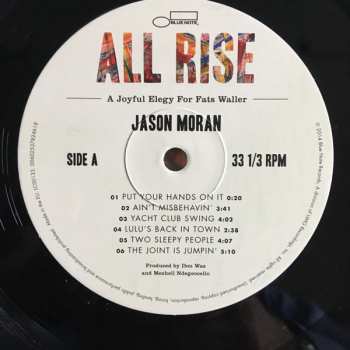 BLUE NOTE
ALL RISE
A Joyful Elegy For Fats Waller
JASON MORAN
SIDE A
33 1/3 RPM
01 PUT YOUR HANDS ON IT 0:20
02 AIN'T MISBEHAVIN' 3:41
03 YACHT CLUB SWING 4:02
04 LULU'S BACK IN TOWN 2:38
05 TWO SLEEPY PEOPLE 4:07
06 THE JOINT IS JUMPIN' 5:10
Produced by Don Was
and Meshell Ndegeocello